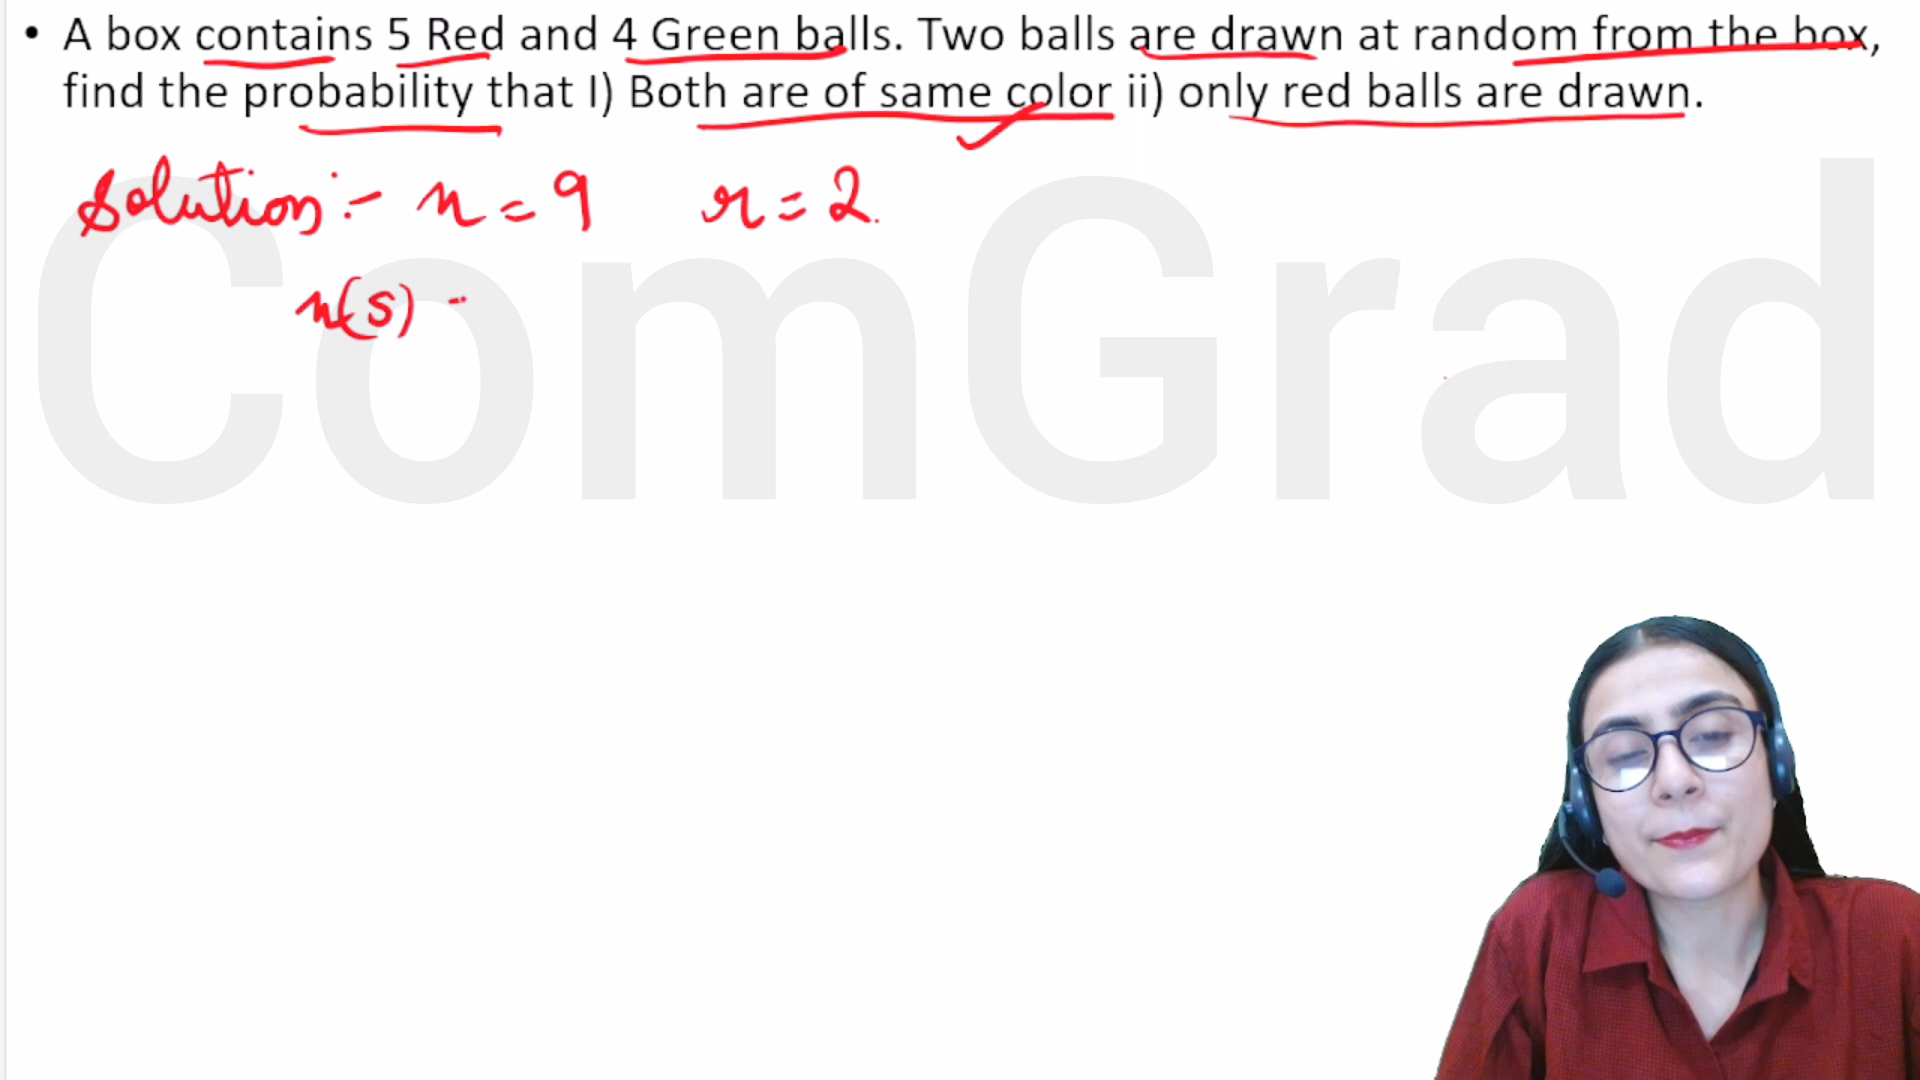 • A box contains 5 Red and 4 Green balls. Two balls are drawn at random from the box,
find the probability that I) Both are of same color ii) only red balls are drawn.
Solution :- n = 9 r = 2.
n(s) =
ComGrad